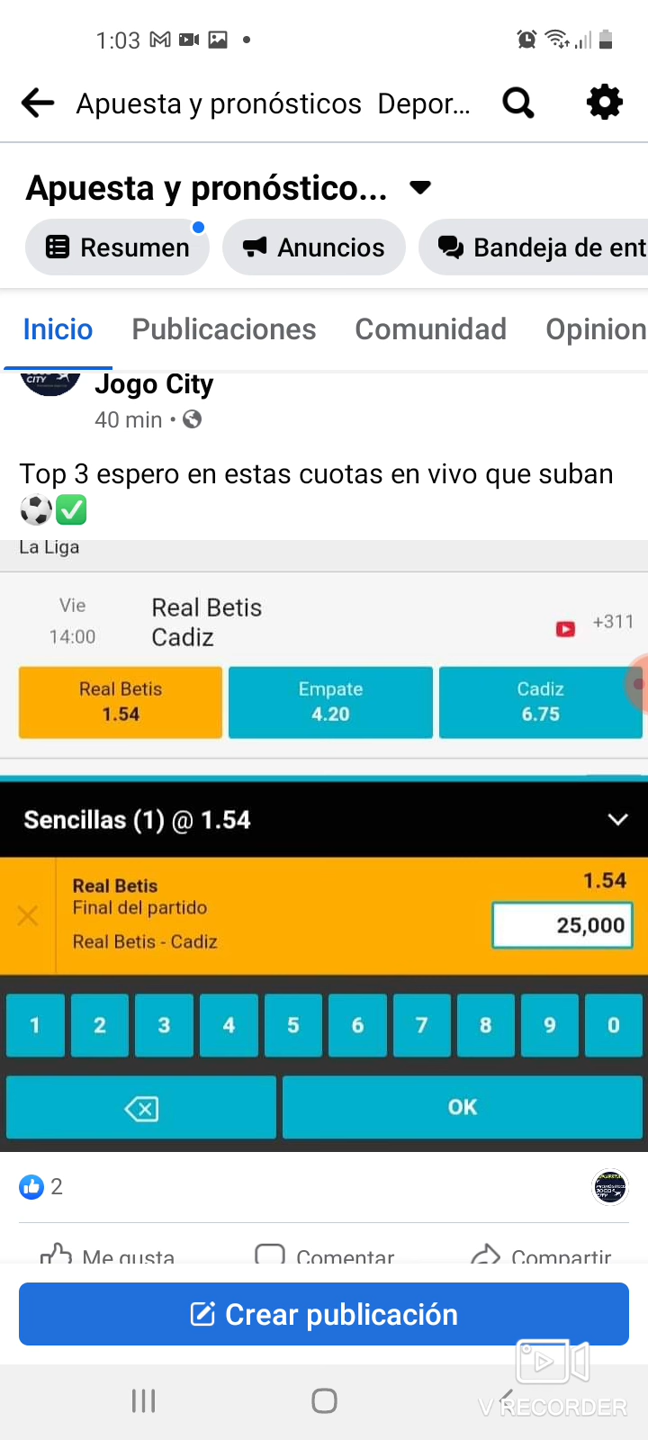 1:03
Apuesta y pronósticos Depor...
Apuesta y pronóstico...
Resumen
Anuncios
Bandeja de ent
Inicio
Publicaciones
Comunidad
Opinion
CITY
Jogo City
40 min •
Top 3 espero en estas cuotas en vivo que suban
La Liga
Vie
14:00
Real Betis
Cadiz
+311
Real Betis
1.54
Empate
4.20
Cadiz
6.75
Sencillas (1) @ 1.54
Real Betis
1.54
Final del partido
25,000
Real Betis - Cadiz
1 2 3 4 5 6 7 8 9 0
OK
2
Me gusta
Comentar
Compartir
Crear publicación
V RECORDER